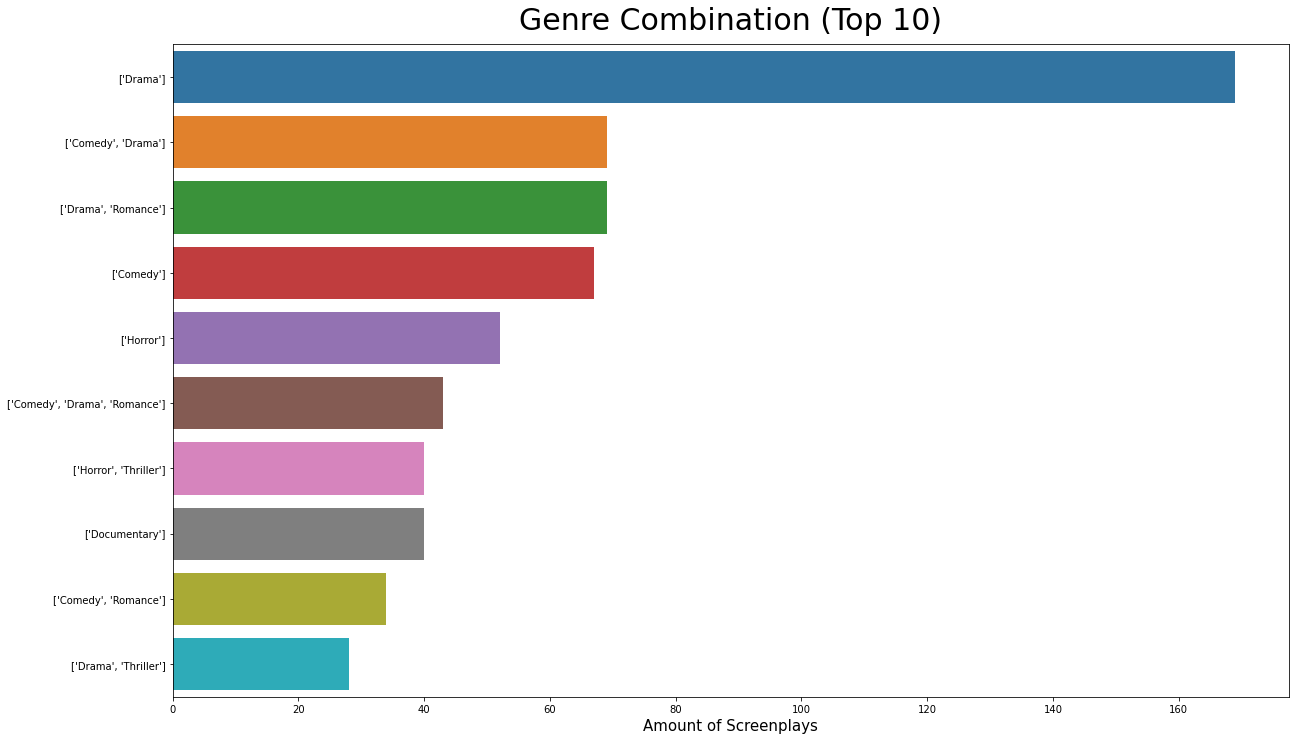 Genre Combination (Top 10)
['Drama']
['Comedy', 'Drama']
['Drama', 'Romance']
['Comedy']
['Horror']
['Comedy', 'Drama', 'Romance']
['Horror', 'Thriller']
['Documentary']
['Comedy', 'Romance']
['Drama', 'Thriller']
0 20 40 60 80 100 120 140 160
Amount of Screenplays